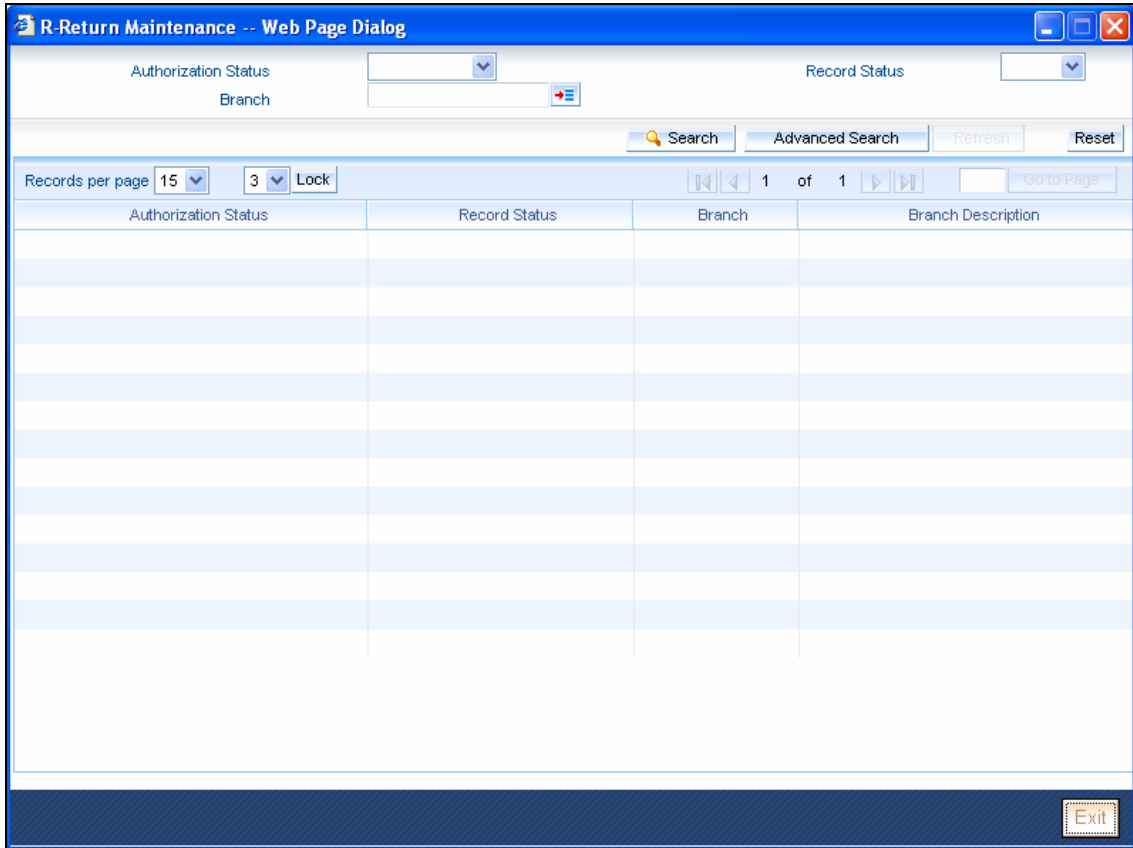 R-Return Maintenance -- Web Page Dialog
Authorization Status Record Status
Branch
Search Advanced Search Refresh Reset
Records per page 15 3 Lock 1 of 1 Go to Page
Authorization Status Record Status Branch Branch Description
Exit